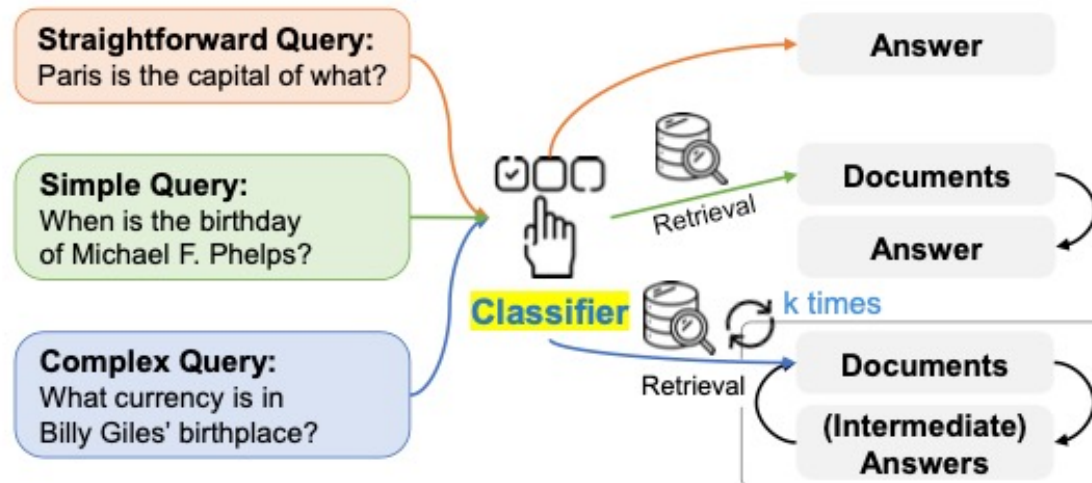 Straightforward Query:
Paris is the capital of what?
Simple Query:
When is the birthday
of Michael F. Phelps?
Complex Query:
What currency is in
Billy Giles' birthplace?
Classifier
Answer
Retrieval
Documents
Answer
k times
Retrieval
Documents
(Intermediate)
Answers